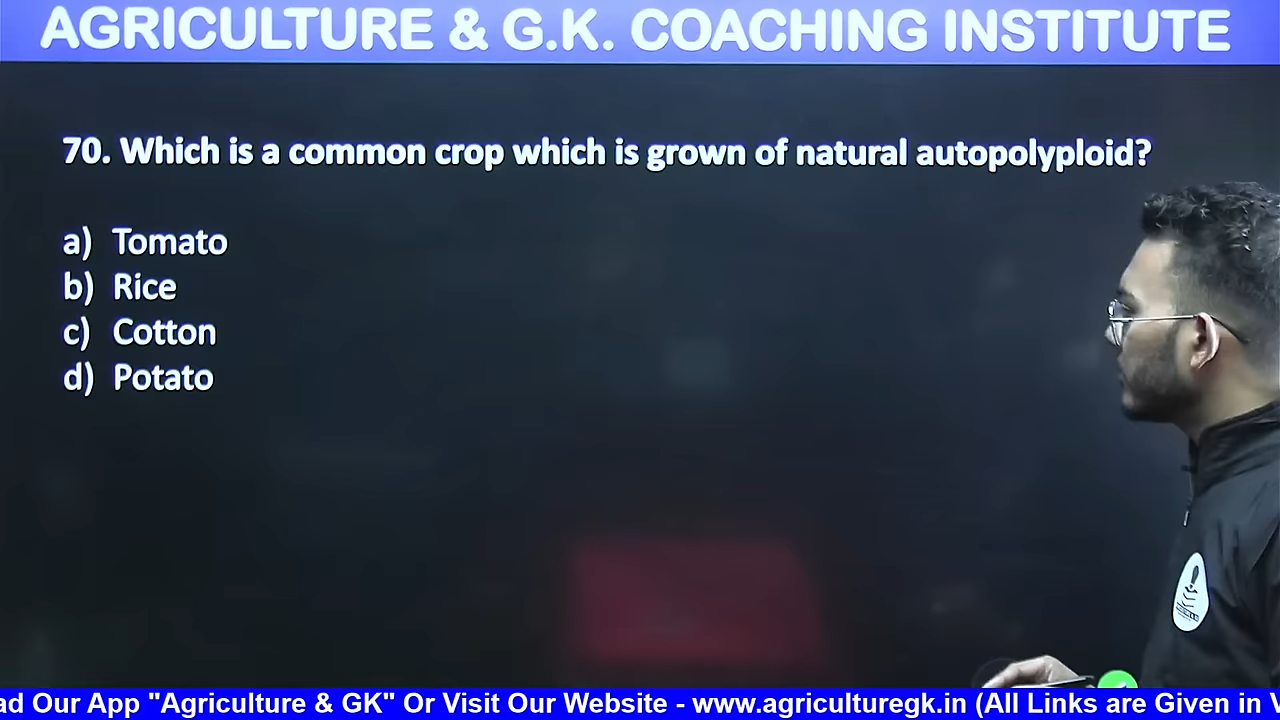 AGRICULTURE & G.K. COACHING INSTITUTE
70. Which is a common crop which is grown of natural autopolyploid?
a) Tomato
b) Rice
c) Cotton
d) Potato
ad Our App "Agriculture & GK" Or Visit Our Website - www.agriculturegk.in (All Links are Given in V